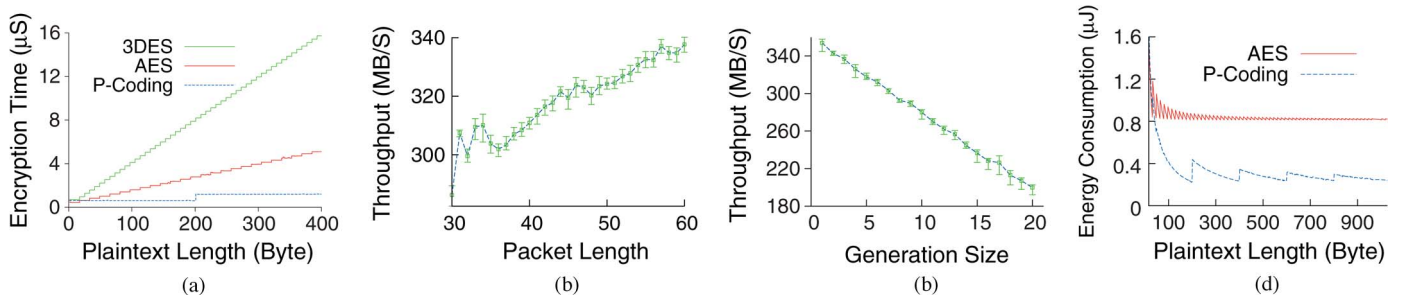 Encryption Time (μS)
16
12
8
4
0
3DES
AES
P-Coding
0 100 200 300 400
Plaintext Length (Byte)
(a)
Throughput (MB/S)
340
320
300
30 40 50 60
Packet Length
(b)
Throughput (MB/S)
360
340
300
260
220
180
0 5 10 15 20
Generation Size
(b)
Energy Consumption (μJ)
1.6
1.2
0.8
0.4
0
AES
P-Coding
100 300 500 700 900
Plaintext Length (Byte)
(d)